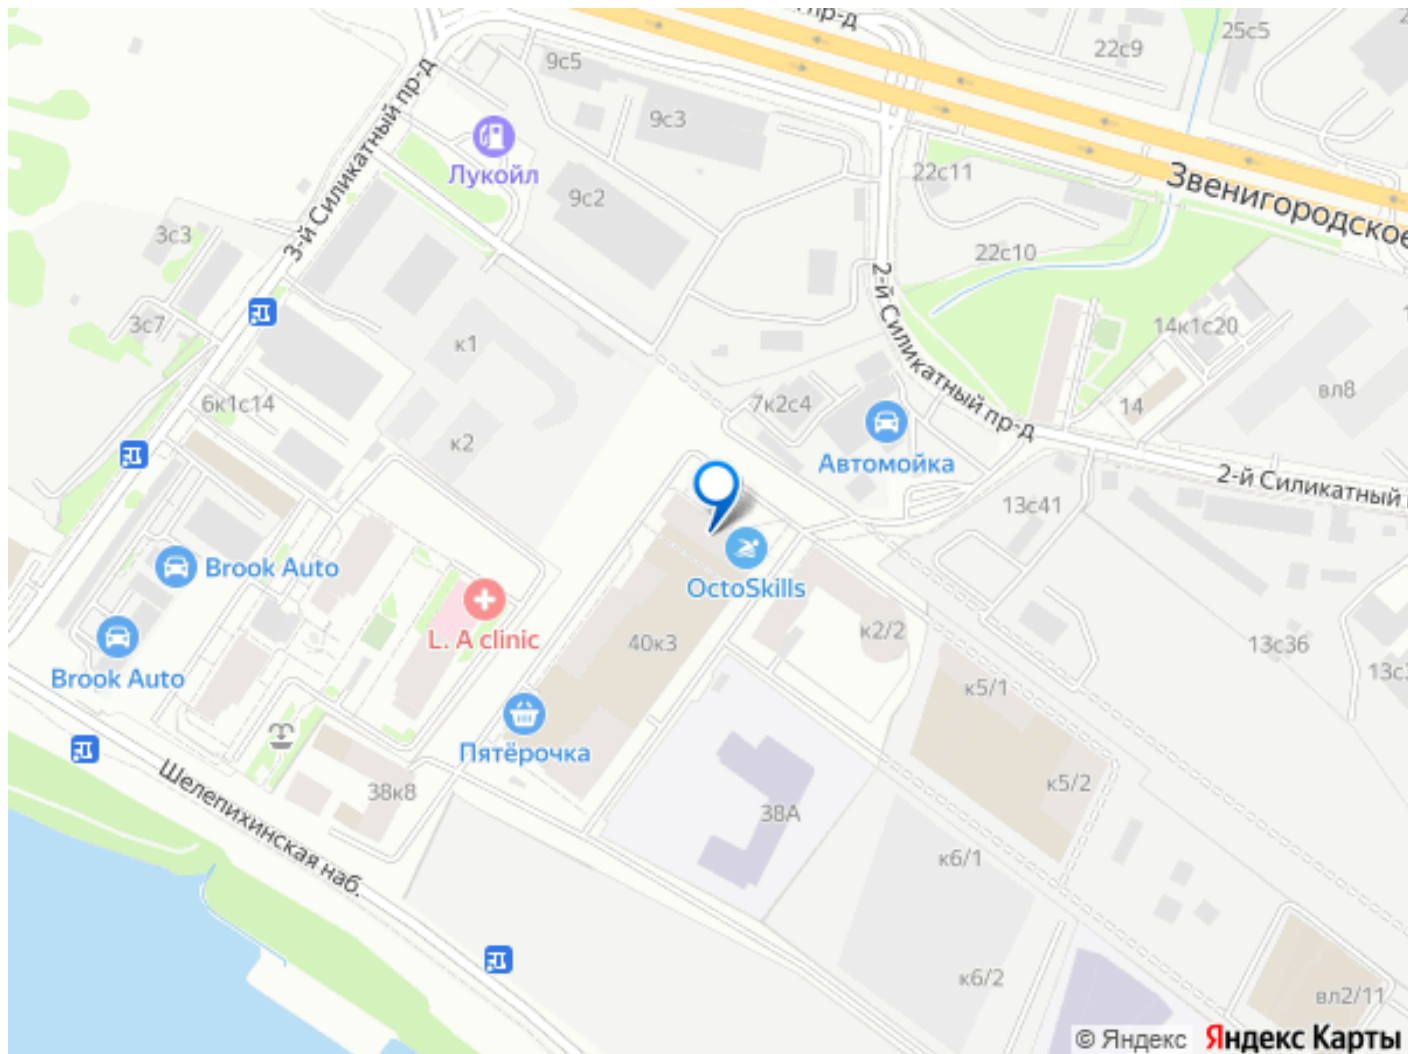 пр-д
25с5
22с9
9с5
9с3
3-й Силикатный пр-д
Лукойл
22с11
Звенигородское
9с2
3с3
22с10
2-й Силикатный пр-д
3с7
14к1с20
к1
вл8
6к1с14
7к2с4
14
к2
Автомойка
2-й Силикатный
13с41
Brook Auto
OctoSkills
L. A clinic
40к3
к2/2
13с36
Brook Auto
13с3
к5/1
Пятёрочка
к5/2
38к8
38А
Шелепихинская наб.
к6/1
к6/2
вл2/11
© Яндекс Яндекс Карты